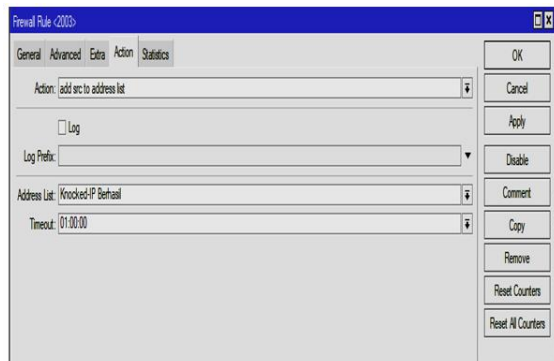 Firewall Rule <2003>
General Advanced Extra Action Statistics
Action: add src to address list
Log
Log Prefix:
Address List: Knocked-IP Berhasil
Timeout: 01:00:00
OK
Cancel
Apply
Disable
Comment
Copy
Remove
Reset Counters
Reset All Counters